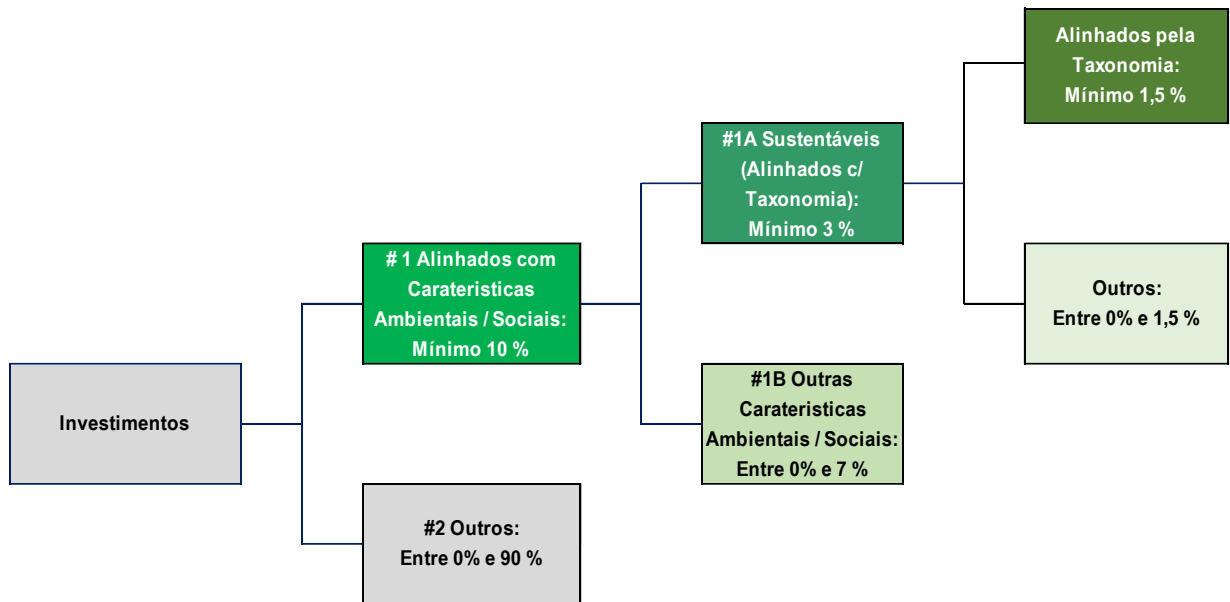 Alinhados pela
Taxonomia:
Mínimo 1,5 %
#1A Sustentáveis
(Alinhados c/
Taxonomia):
Mínimo 3 %
# 1 Alinhados com
Carateristicas
Ambientais / Sociais:
Mínimo 10 %
Outros:
Entre 0% e 1,5 %
Investimentos
#1B Outras
Carateristicas
Ambientais / Sociais:
Entre 0% e 7 %
#2 Outros:
Entre 0% e 90 %